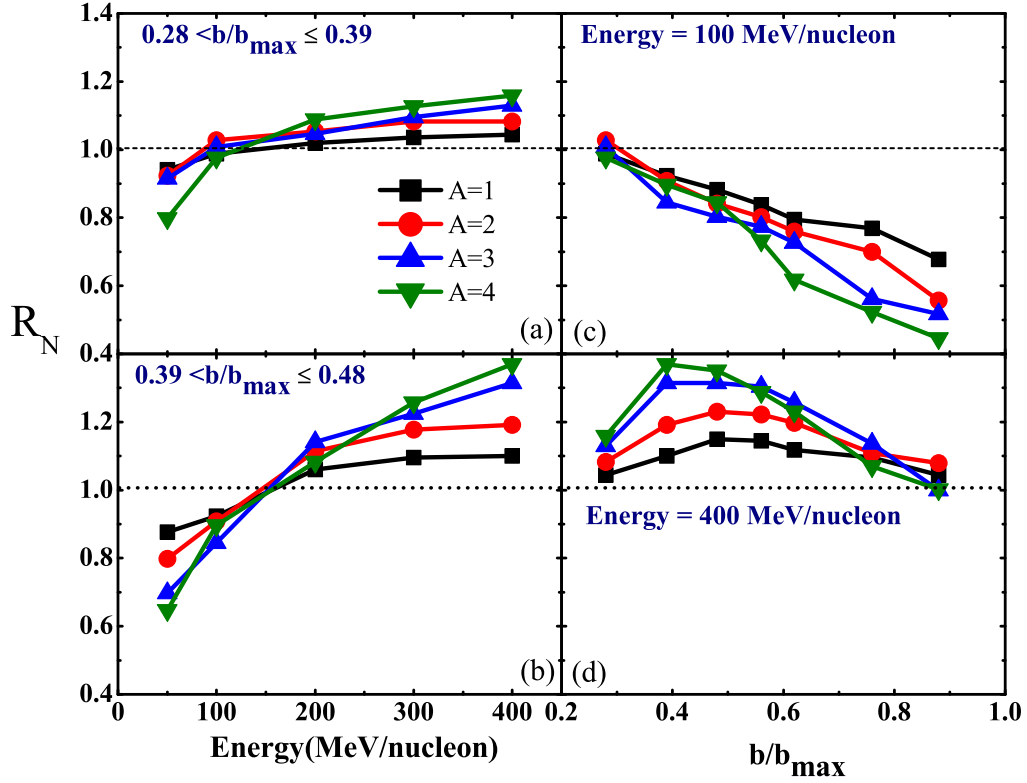 1.4
1.2
1.0
0.8
0.6
0.4
0.28 <b/bmax ≤ 0.39
A=1
A=2
A=3
A=4
(a)
Energy = 100 MeV/nucleon
(c)
RN
1.2
1.0
0.8
0.6
0.4
0.39 <b/bmax ≤ 0.48
(b)
Energy = 400 MeV/nucleon
(d)
0 100 200 300 400
0.2 0.4 0.6 0.8 1.0
Energy(MeV/nucleon)
b/bmax